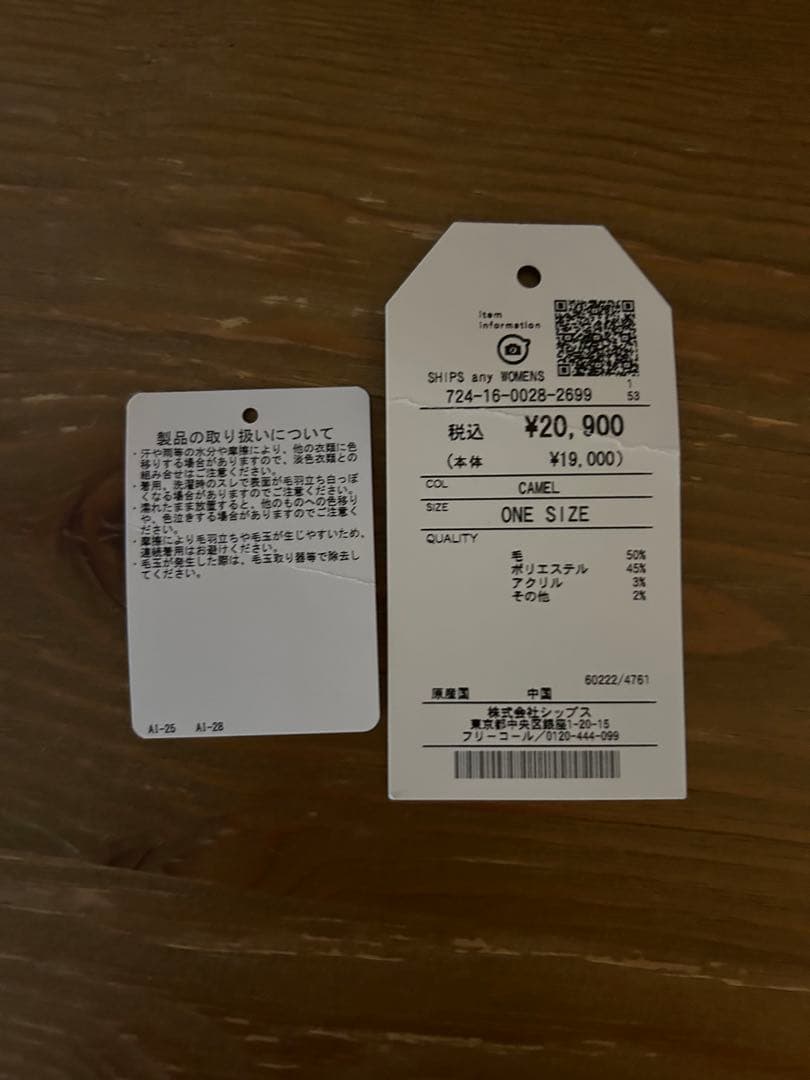 製品の取り扱いについて
・汗や雨等の水分や摩擦により、他の衣類に色
移りする場合がありますので、淡色衣類との
組み合せはご注意ください。
・着用、洗濯時のスレで表面が毛羽立ち白っぽ
くなる場合がありますのでご注意ください。
・濡れたまま放置すると、他のものへの色移り
や、色泣きする場合がありますのでご注意く
ださい。
・摩擦により毛羽立ちや毛玉が生じやすいため、
連続着用はお避けください。
・毛玉が発生した際は、毛玉取り器等で除去し
てください。
AI-25 AI-28
item
information
SHIPS any WOMENS 1
724-16-0028-2699 53
税込 ¥20,900
(本体 ¥19,000)
COL CAMEL
SIZE ONE SIZE
QUALITY
毛 50%
ポリエステル 45%
アクリル 3%
その他 2%
60222/4761
原産国 中国
株式会社シップス
東京都中央区銀座1-20-15
フリーコール/0120-444-099